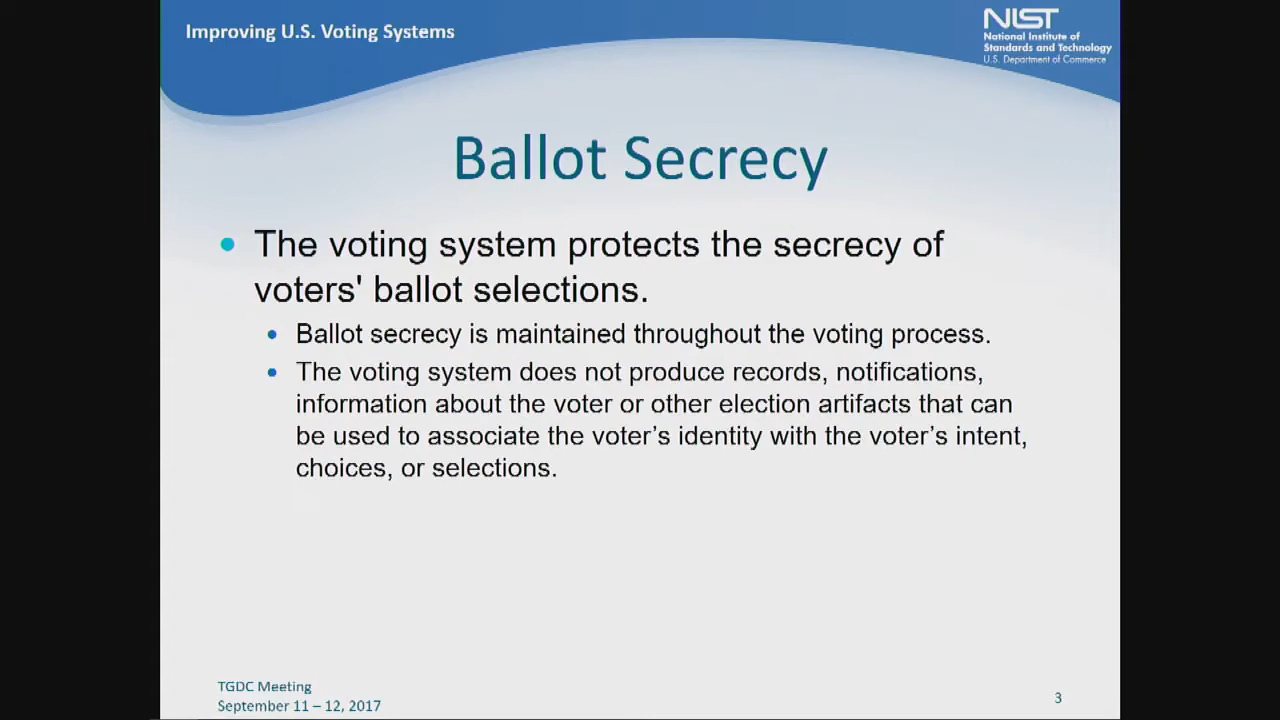 Improving U.S. Voting Systems
NIST
National Institute of
Standards and Technology
U.S. Department of Commerce
Ballot Secrecy
• The voting system protects the secrecy of
voters' ballot selections.
• Ballot secrecy is maintained throughout the voting process.
• The voting system does not produce records, notifications,
information about the voter or other election artifacts that can
be used to associate the voter’s identity with the voter’s intent,
choices, or selections.
TGDC Meeting
September 11 – 12, 2017
3